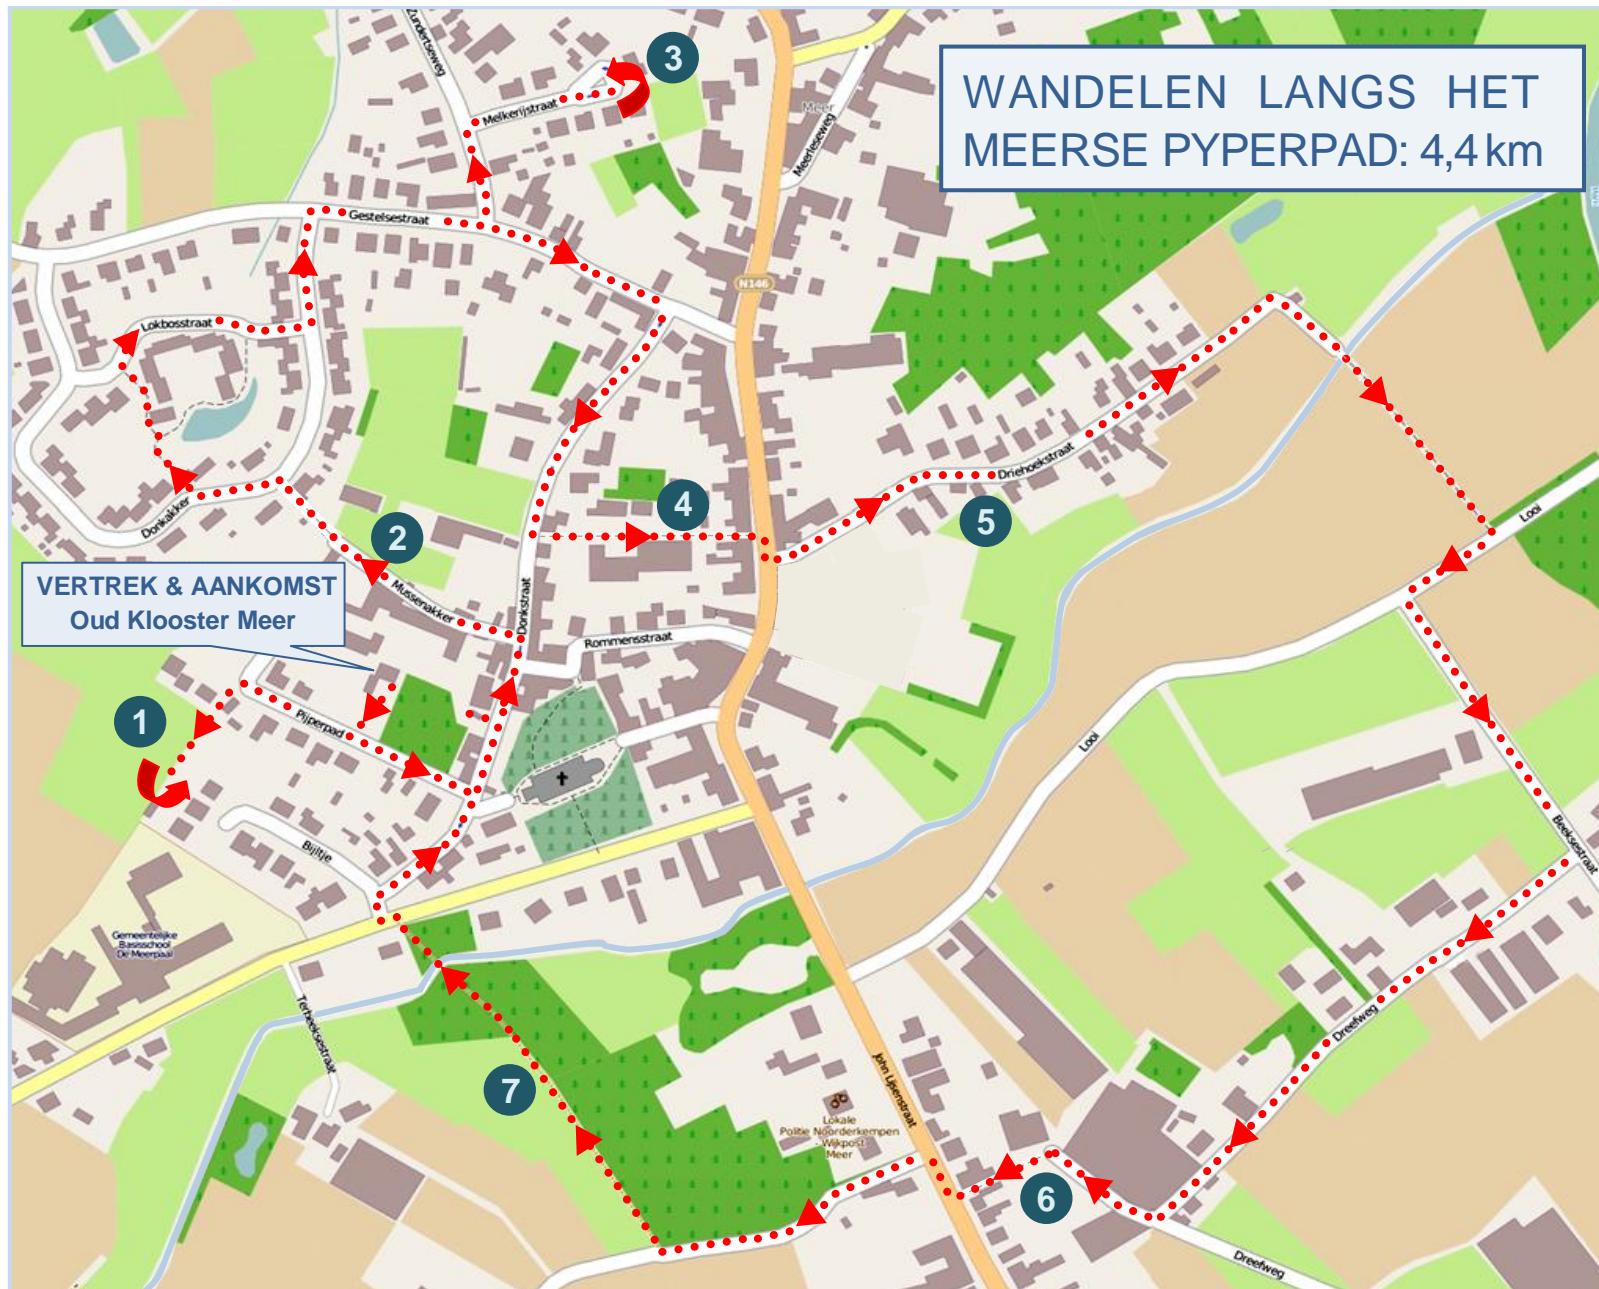 WANDELEN LANGS HET
MEERSE PYPERPAD: 4,4 km
Zundertseweg
3
Melkerijstraat
Meer
Meerleseweg
Gestelsestraat
N146
Lokbosstraat
Driehoekstraat
4
5
Looi
Donkakker
2
VERTREK & AANKOMST
Oud Klooster Meer
Mussenakker
Donkstraat
Rommensstraat
1
Pijperpad
Looi
Bijltje
Beeksestraat
Gemeentelijke
Basisschool
De Meerpaal
Terbeeksestraat
Dreefweg
7
John Lijsenstraat
Lokale
Politie Noorderkempen
- Wijkpost
Meer
6
Dreefweg